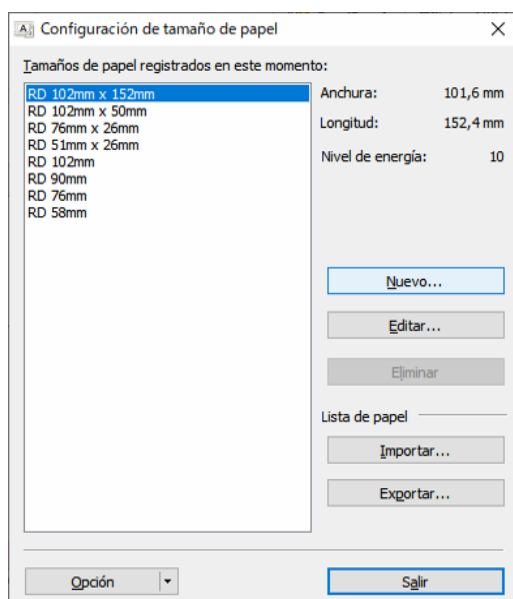 Configuración de tamaño de papel
Tamaños de papel registrados en este momento:
RD 102mm x 152mm
RD 102mm x 50mm
RD 76mm x 26mm
RD 51mm x 26mm
RD 102mm
RD 90mm
RD 76mm
RD 58mm
Anchura: 101,6 mm
Longitud: 152,4 mm
Nivel de energía: 10
Nuevo...
Editar...
Eliminar
Lista de papel
Importar...
Exportar...
Opción
Salir